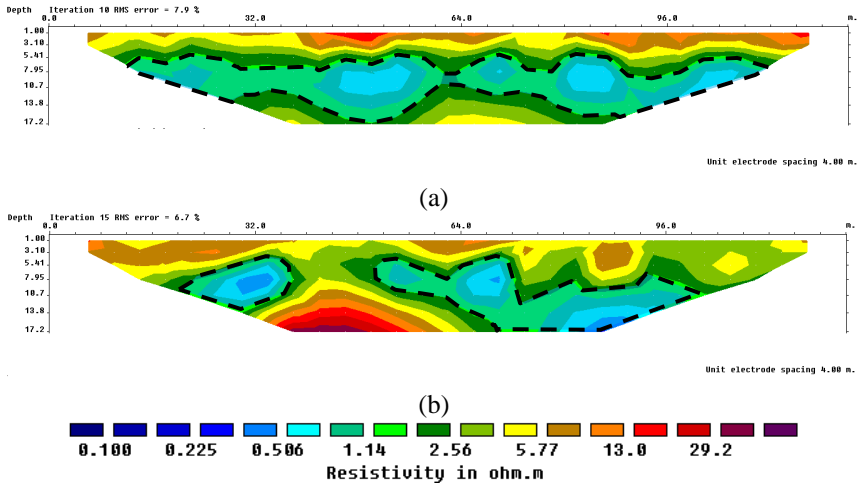 Depth Iteration 10 RMS error = 7.9 %
0.0 32.0 64.0 96.0 m.
1.00
3.10
5.41
7.95
10.7
13.8
17.2
Unit electrode spacing 4.00 m.
(a)
Depth Iteration 15 RMS error = 6.7 %
0.0 32.0 64.0 96.0 m.
1.00
3.10
5.41
7.95
10.7
13.8
17.2
Unit electrode spacing 4.00 m.
(b)
0.100 0.225 0.506 1.14 2.56 5.77 13.0 29.2
Resistivity in ohm.m